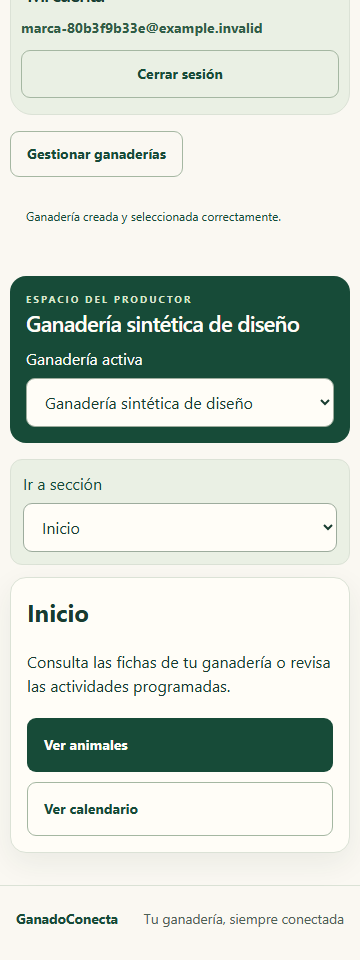 marca-80b3f9b33e@example.invalid
Cerrar sesión
Gestionar ganaderías
Ganadería creada y seleccionada correctamente.
ESPACIO DEL PRODUCTOR
Ganadería sintética de diseño
Ganadería activa
Ganadería sintética de diseño
Ir a sección
Inicio
Inicio
Consulta las fichas de tu ganadería o revisa
las actividades programadas.
Ver animales
Ver calendario
GanadoConecta Tu ganadería, siempre conectada